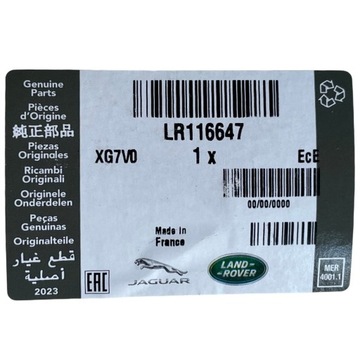 Genuine
Parts
Pièces
d'Origine
純正部品
Piezas
Originales
Ricambi
Originali
Originele
Onderdelen
Peças
Genuínas
Originalteile
قطع غيار
أصلية
2023
LR116647
XG7V0
1 x
EcE
00/00/0000
Made in
France
EAC
JAGUAR
LAND-
-ROVER
MER
4001.1